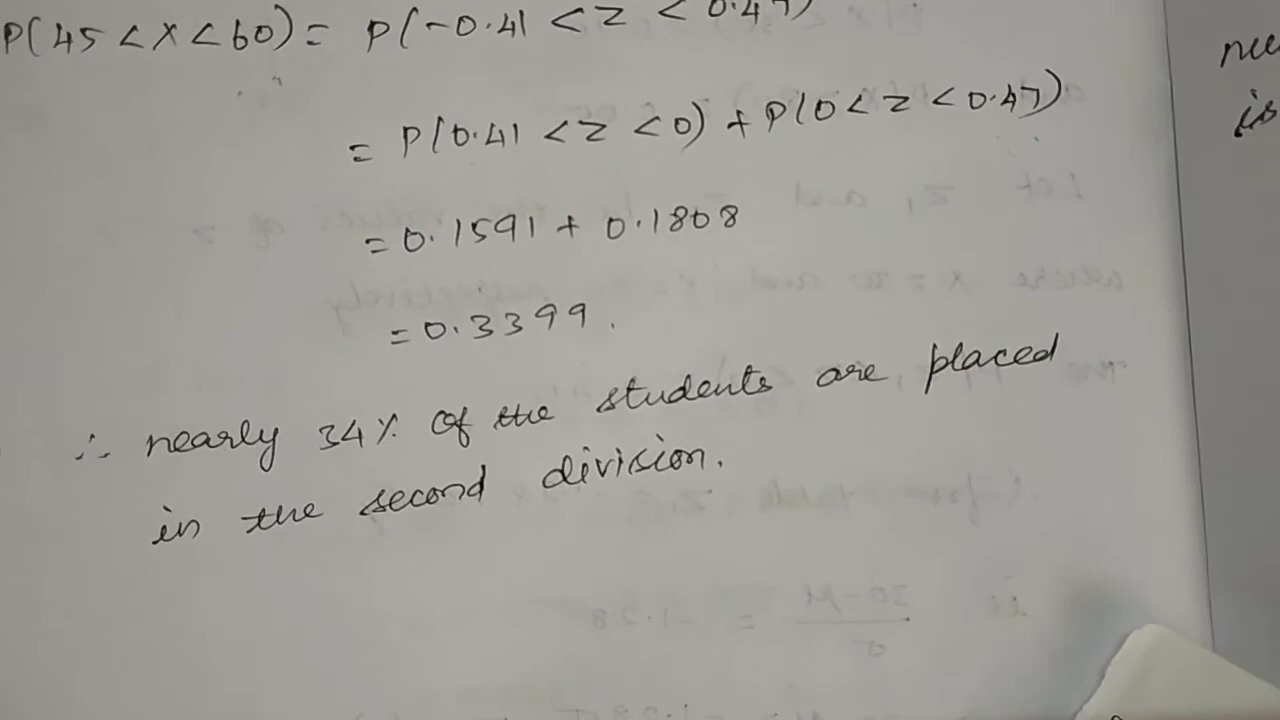 P(45 < X < 60) = P(-0.41 < Z < 0.47)
= P(0.41 < Z < 0) + P(0 < Z < 0.47)
= 0.1591 + 0.1808
= 0.3399.
∴ nearly 34% of the students are placed
in the second division.
is